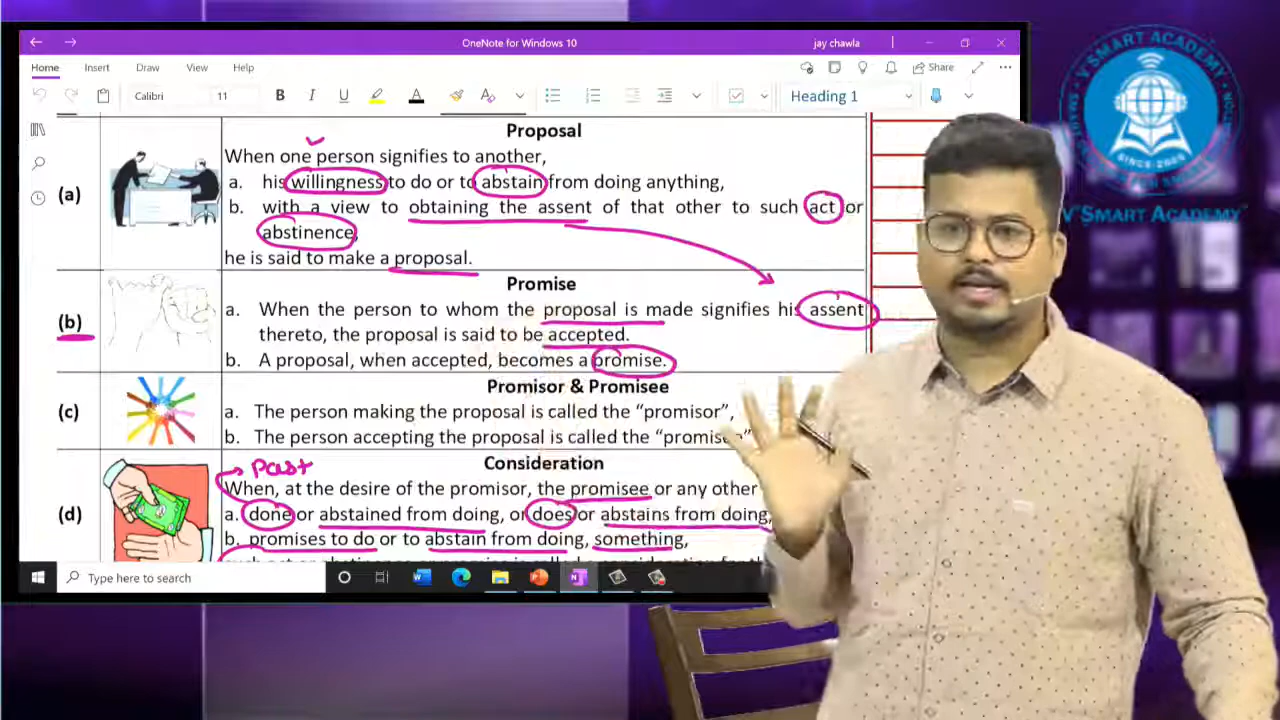 OneNote for Windows 10
jay chawla
Home Insert Draw View Help
Share
Calibri 11 B I U A Heading 1
Proposal
(a)
When one person signifies to another,
a. his willingness to do or to abstain from doing anything,
b. with a view to obtaining the assent of that other to such act or
abstinence,
he is said to make a proposal.
Promise
(b)
a. When the person to whom the proposal is made signifies his assent
thereto, the proposal is said to be accepted.
b. A proposal, when accepted, becomes a promise.
Promisor & Promisee
(c)
a. The person making the proposal is called the “promisor”,
b. The person accepting the proposal is called the
Past
Consideration
(d)
When, at the desire of the promisor, the promisee or any other
a. done or abstained from doing, or does or abstains from doing,
b. promises to do or to abstain from doing, something,
Type here to search
V'SMART ACADEMY
SINCE-2009
V'SMART ACADEMY